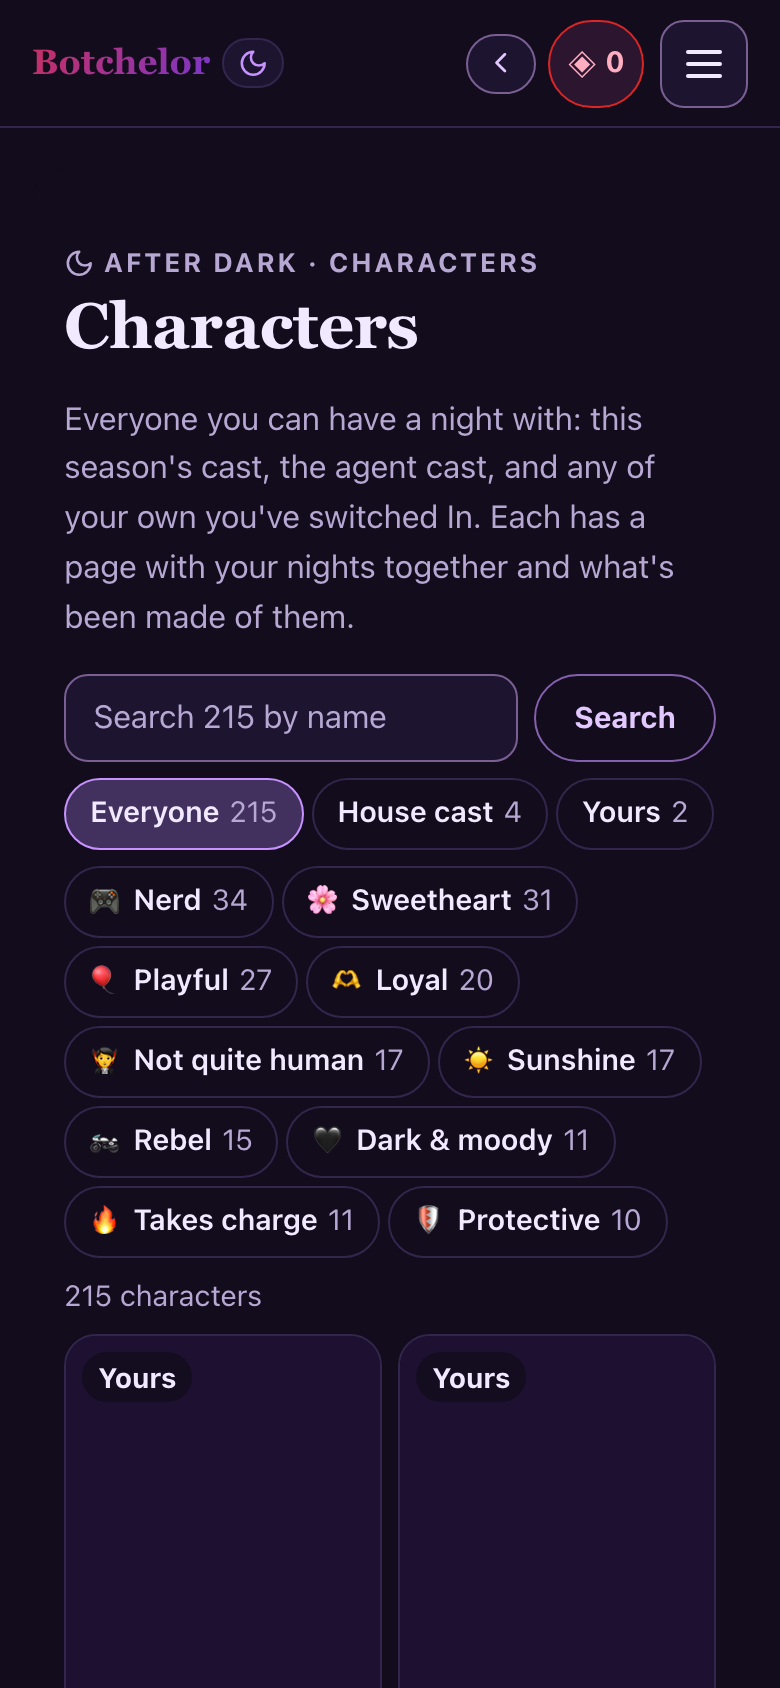 Botchelor
0
AFTER DARK · CHARACTERS
Characters
Everyone you can have a night with: this
season's cast, the agent cast, and any of
your own you've switched In. Each has a
page with your nights together and what's
been made of them.
Search 215 by name
Search
Everyone 215
House cast 4
Yours 2
Nerd 34
Sweetheart 31
Playful 27
Loyal 20
Not quite human 17
Sunshine 17
Rebel 15
Dark & moody 11
Takes charge 11
Protective 10
215 characters
Yours
Yours